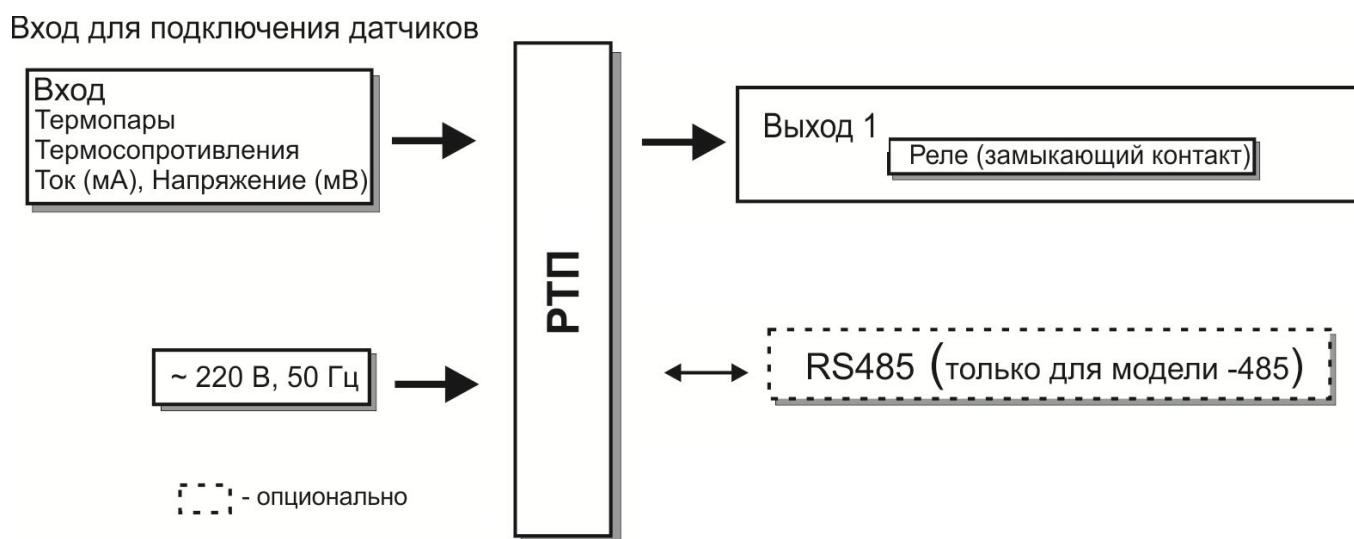 Вход для подключения датчиков
Вход
Термопары
Термосопротивления
Ток (мА), Напряжение (мВ)
~ 220 В, 50 Гц
- опционально
РТП
Выход 1
Реле (замыкающий контакт)
RS485 (только для модели -485)